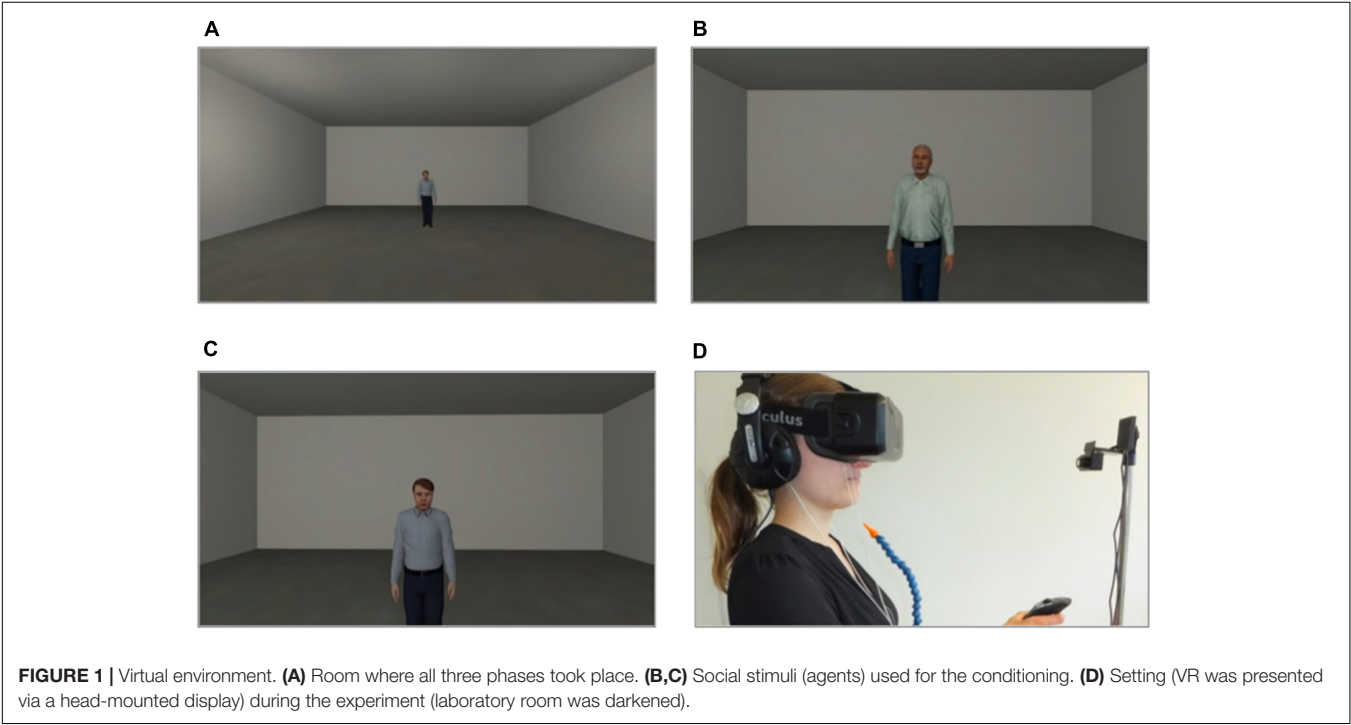 A
B
C
D
culus
FIGURE 1 | Virtual environment. (A) Room where all three phases took place. (B,C) Social stimuli (agents) used for the conditioning. (D) Setting (VR was presented
via a head-mounted display) during the experiment (laboratory room was darkened).